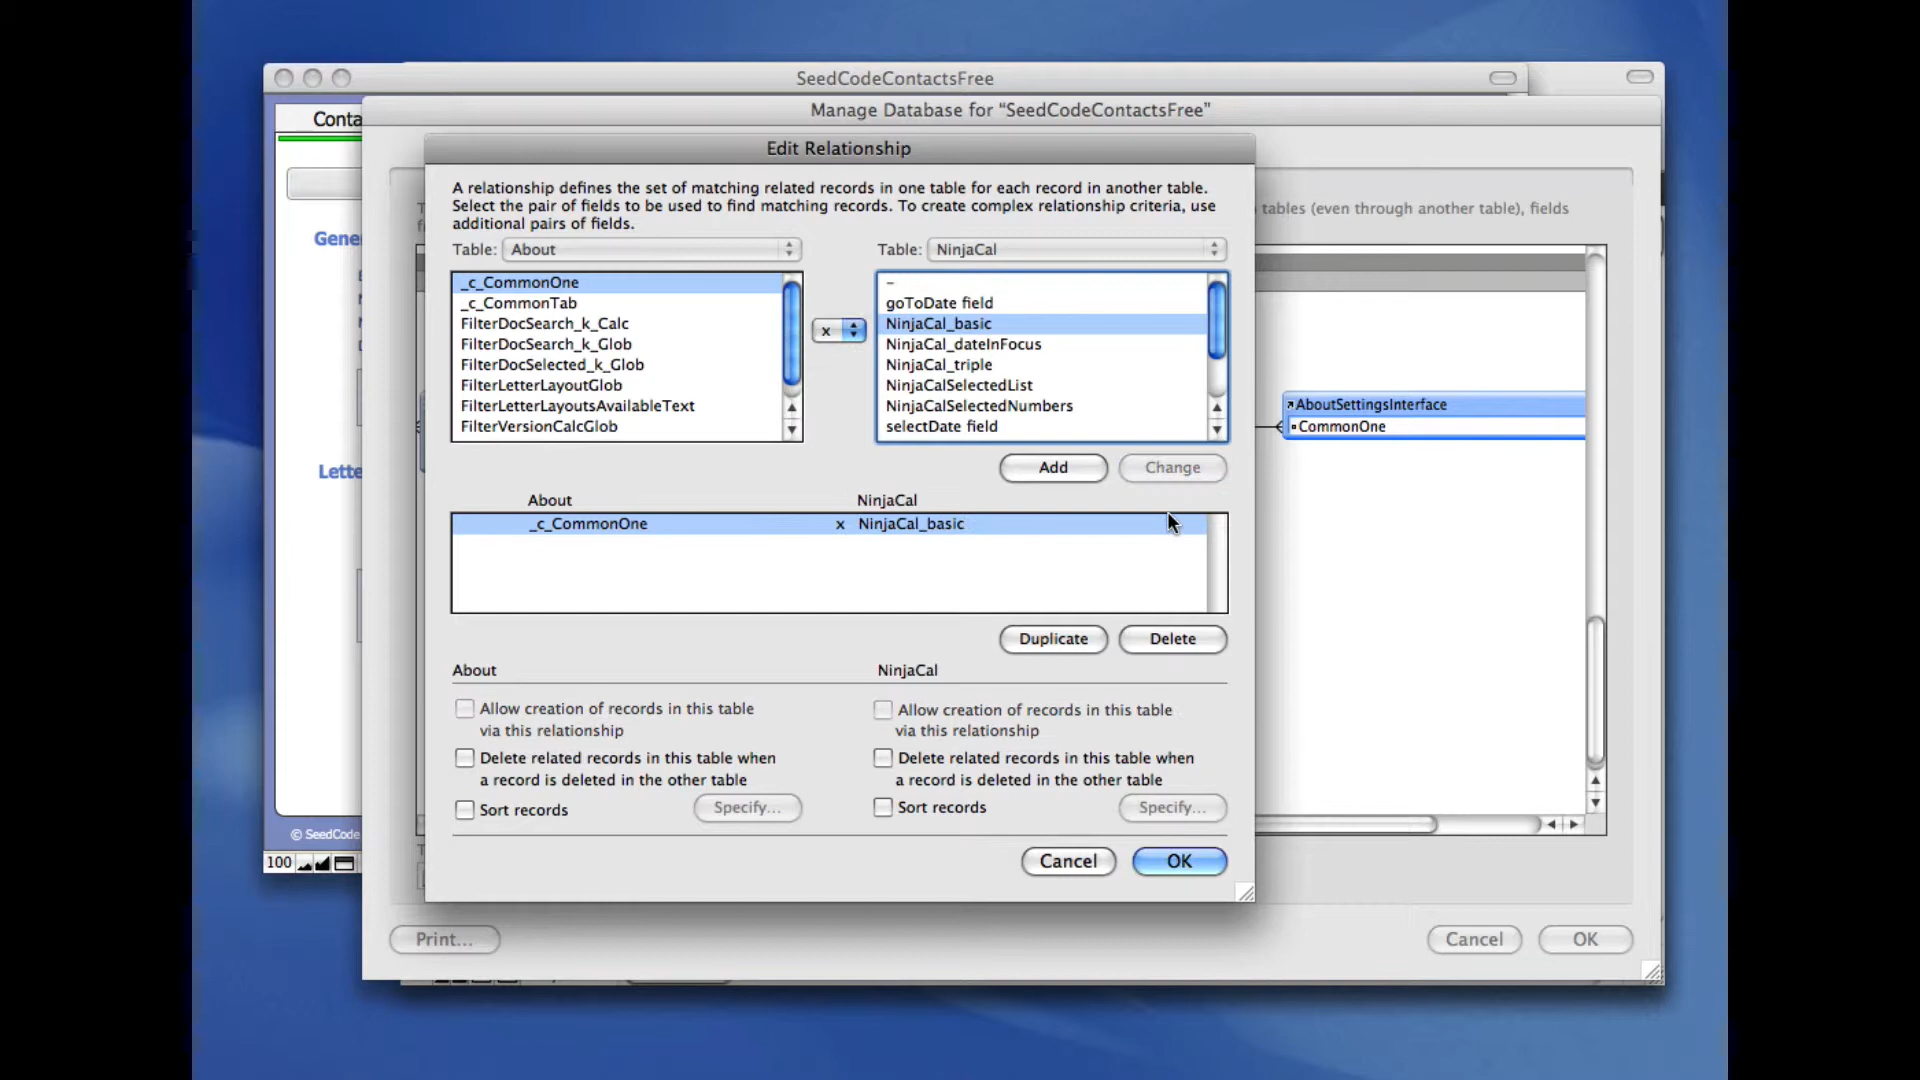 SeedCodeContactsFree
Manage Database for "SeedCodeContactsFree"
Conta
Edit Relationship
A relationship defines the set of matching related records in one table for each record in another table.
Select the pair of fields to be used to find matching records. To create complex relationship criteria, use
additional pairs of fields.
tables (even through another table), fields
Gene
Table: About
Table: NinjaCal
_c_CommonOne
_c_CommonTab
FilterDocSearch_k_Calc
FilterDocSearch_k_Glob
FilterDocSelected_k_Glob
FilterLetterLayoutGlob
FilterLetterLayoutsAvailableText
FilterVersionCalcGlob
x
-
goToDate field
NinjaCal_basic
NinjaCal_dateInFocus
NinjaCal_triple
NinjaCalSelectedList
NinjaCalSelectedNumbers
selectDate field
AboutSettingsInterface
CommonOne
Lette
Add
Change
About
NinjaCal
_c_CommonOne x NinjaCal_basic
Duplicate
Delete
About
NinjaCal
Allow creation of records in this table
via this relationship
Delete related records in this table when
a record is deleted in the other table
Sort records
Specify...
Allow creation of records in this table
via this relationship
Delete related records in this table when
a record is deleted in the other table
Sort records
Specify...
© SeedCode
100
Cancel
OK
Print...
Cancel
OK